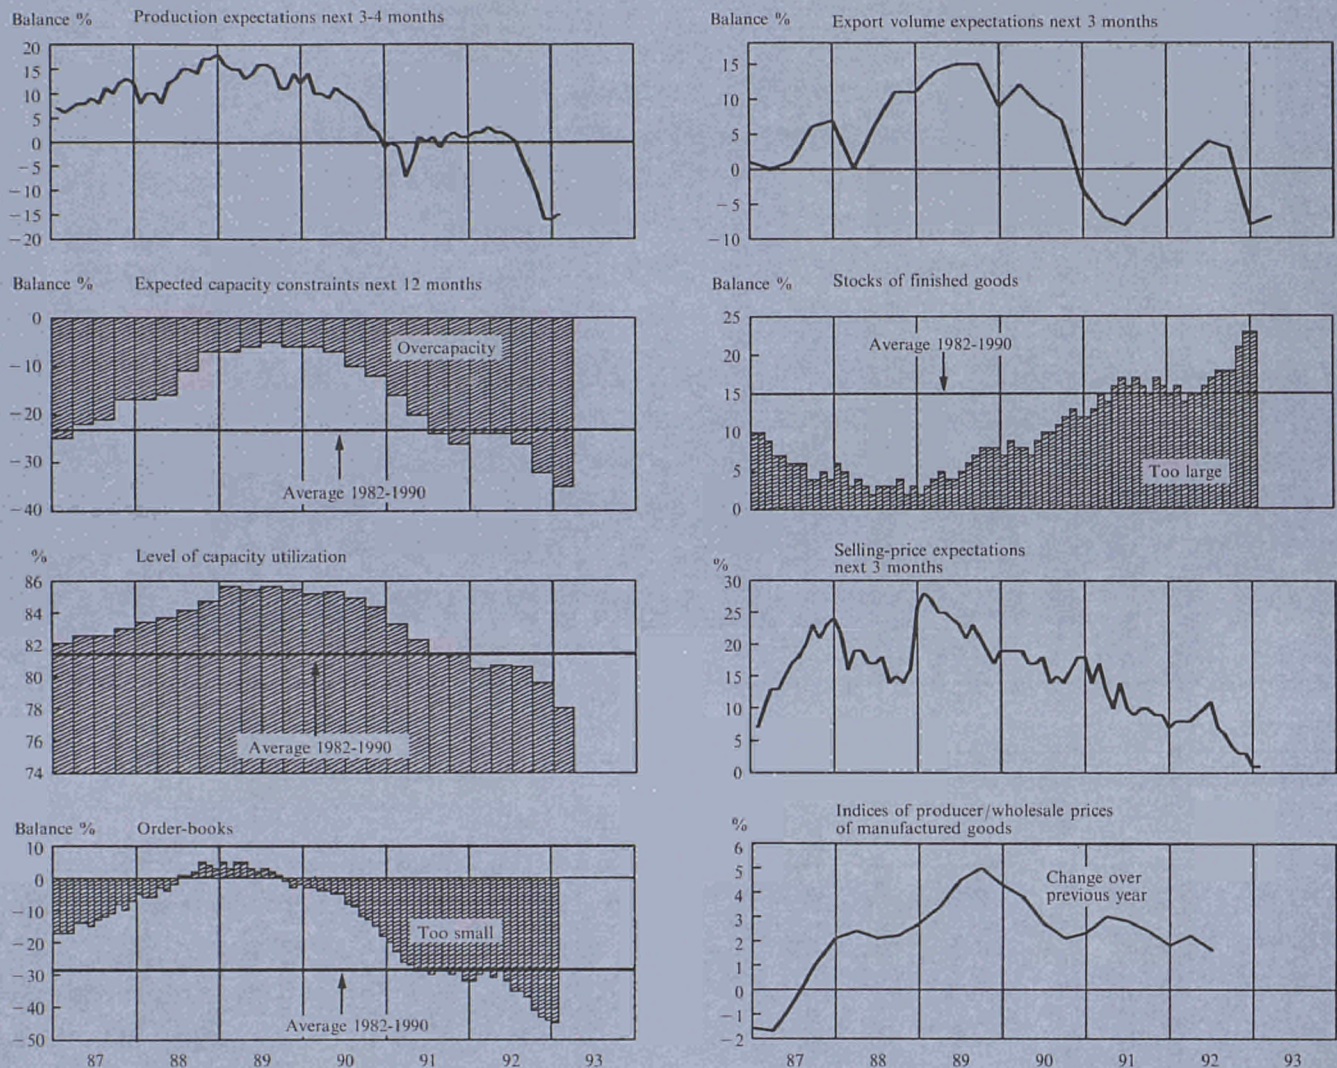 Balance %
Production expectations next 3-4 months
20
15
10
5
0
−5
−10
−15
−20
Balance %
Export volume expectations next 3 months
15
10
5
0
−5
−10
Balance %
Expected capacity constraints next 12 months
0
−10
−20
−30
−40
Overcapacity
Average 1982-1990
Balance %
Stocks of finished goods
25
20
15
10
5
0
Average 1982-1990
Too large
%
Level of capacity utilization
86
84
82
80
78
76
74
Average 1982-1990
%
Selling-price expectations
next 3 months
30
25
20
15
10
5
0
Balance %
Order-books
10
0
−10
−20
−30
−40
−50
Too small
Average 1982-1990
87 88 89 90 91 92 93
%
Indices of producer/wholesale prices
of manufactured goods
6
5
4
3
2
1
0
−1
−2
Change over
previous year
87 88 89 90 91 92 93